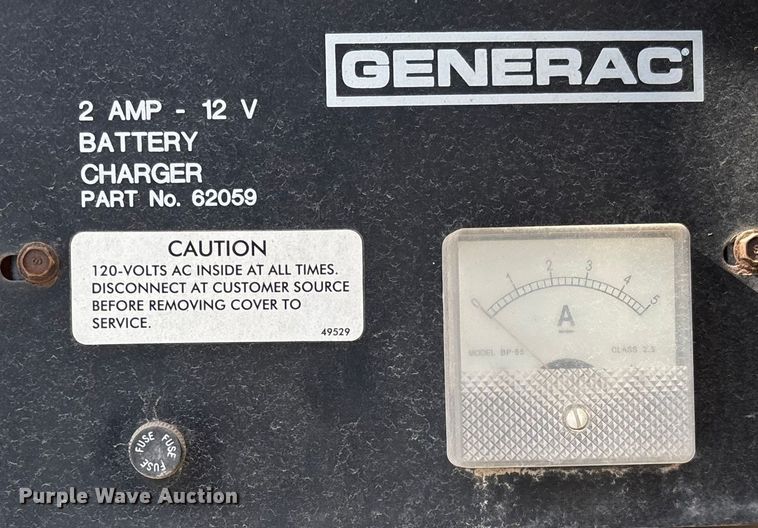 GENERAC®
2 AMP - 12 V
BATTERY
CHARGER
PART No. 62059
CAUTION
120-VOLTS AC INSIDE AT ALL TIMES.
DISCONNECT AT CUSTOMER SOURCE
BEFORE REMOVING COVER TO
SERVICE.
49529
0 1 2 3 4 5
A
MODEL BP-65 CLASS 2.5
FUSE FUSE FUSE
Purple Wave Auction